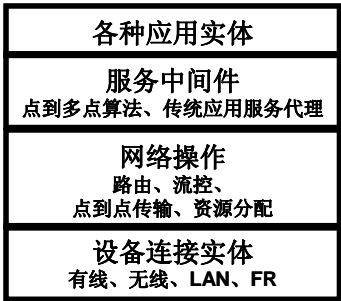 各种应用实体
服务中间件
点到多点算法、传统应用服务代理
网络操作
路由、流控、
点到点传输、资源分配
设备连接实体
有线、无线、LAN、FR